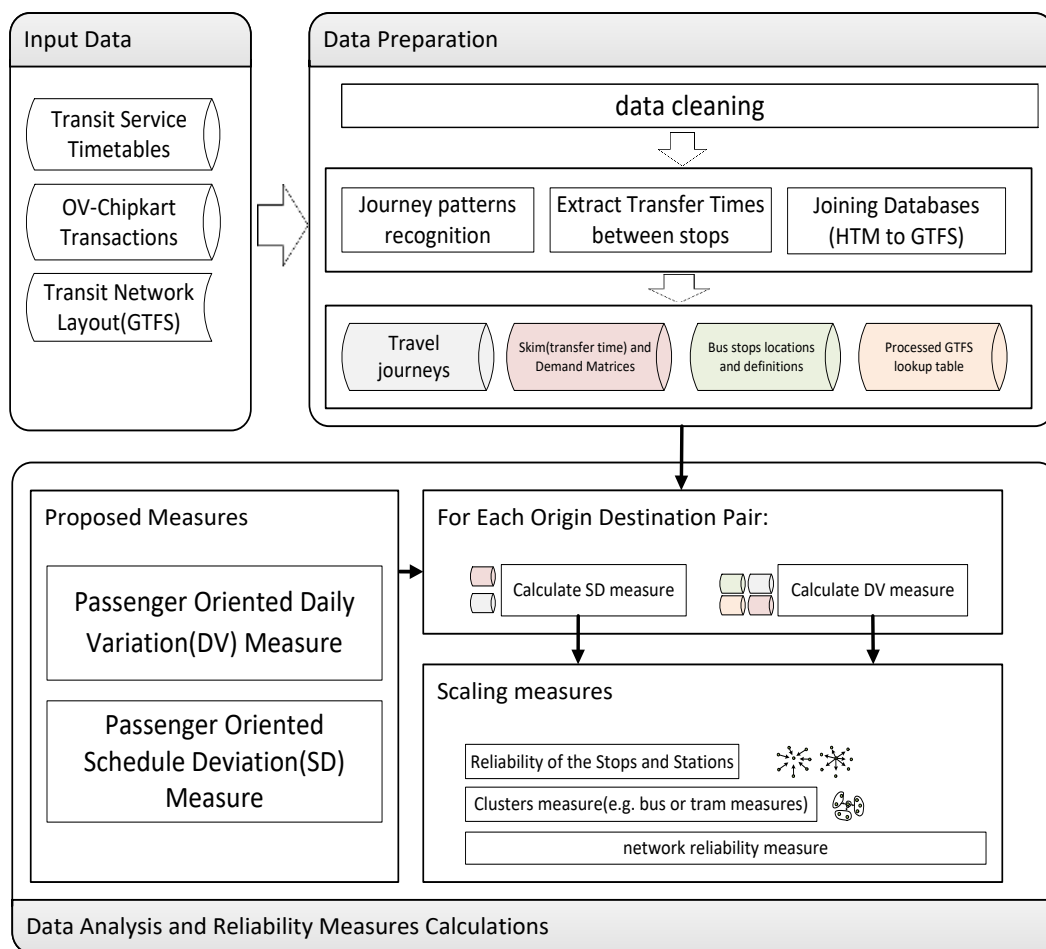 Input Data
Transit Service
Timetables
OV-Chipkart
Transactions
Transit Network
Layout(GTFS)
Data Preparation
data cleaning
Journey patterns
recognition
Extract Transfer Times
between stops
Joining Databases
(HTM to GTFS)
Travel
journeys
Skim(transfer time) and
Demand Matrices
Bus stops locations
and definitions
Processed GTFS
lookup table
Proposed Measures
Passenger Oriented Daily
Variation(DV) Measure
Passenger Oriented
Schedule Deviation(SD)
Measure
For Each Origin Destination Pair:
Calculate SD measure
Calculate DV measure
Scaling measures
Reliability of the Stops and Stations
Clusters measure(e.g. bus or tram measures)
network reliability measure
Data Analysis and Reliability Measures Calculations